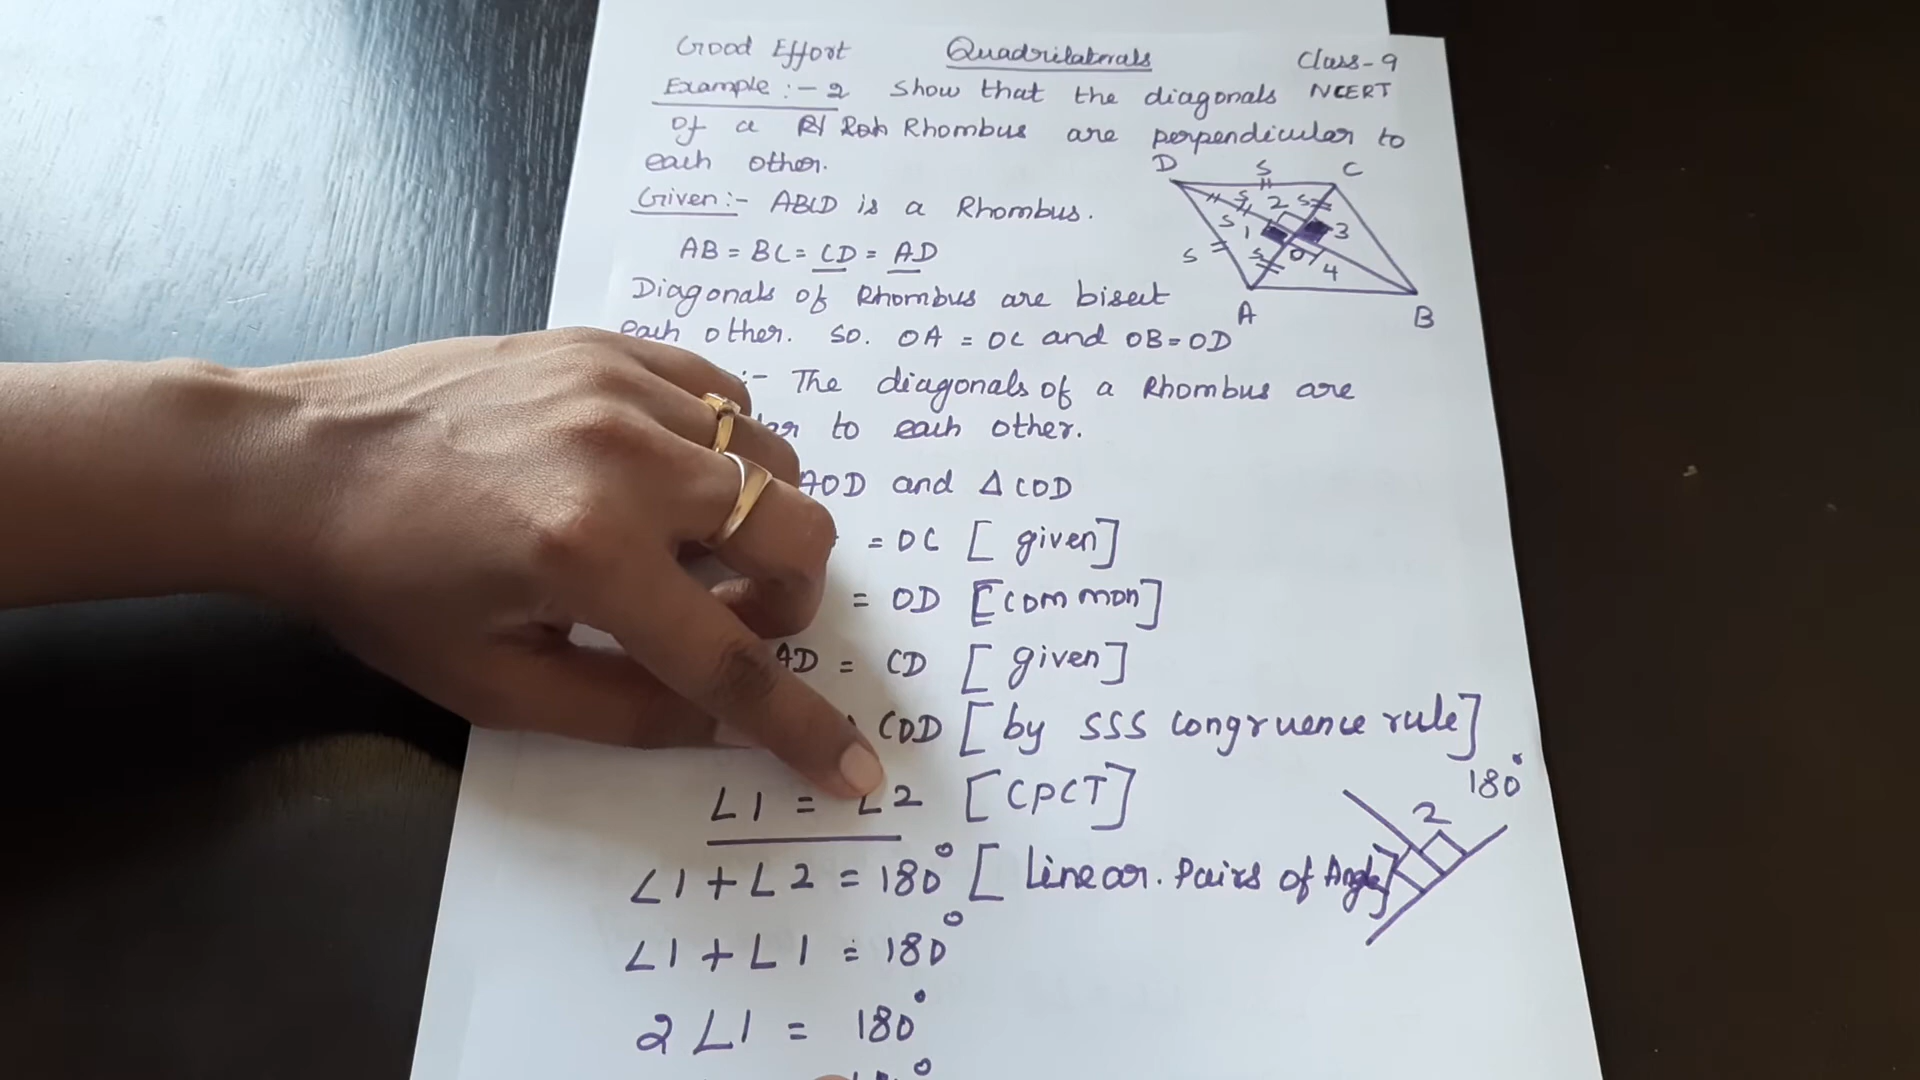 Good Effort Quadrilaterals Class-9
Example :- 2 Show that the diagonals NCERT
of a Rhombus are perpendicular to
each other.
Given :- ABCD is a Rhombus.
AB = BC = CD = AD
Diagonals of Rhombus are bisect
each other. so. OA = OC and OB = OD
:- The diagonals of a Rhombus are
to each other.
AOD and Δ COD
= OC [ given ]
= OD [ common ]
AD = CD [ given ]
COD [ by SSS congruence rule ]
∠1 = ∠2 [ CPCT ]
∠1 + ∠2 = 180° [ Linear. Pairs of Angles ]
∠1 + ∠1 = 180°
2 ∠1 = 180°
D S C
S 2 S
S 1 3
S S O 4
A B
180°
2